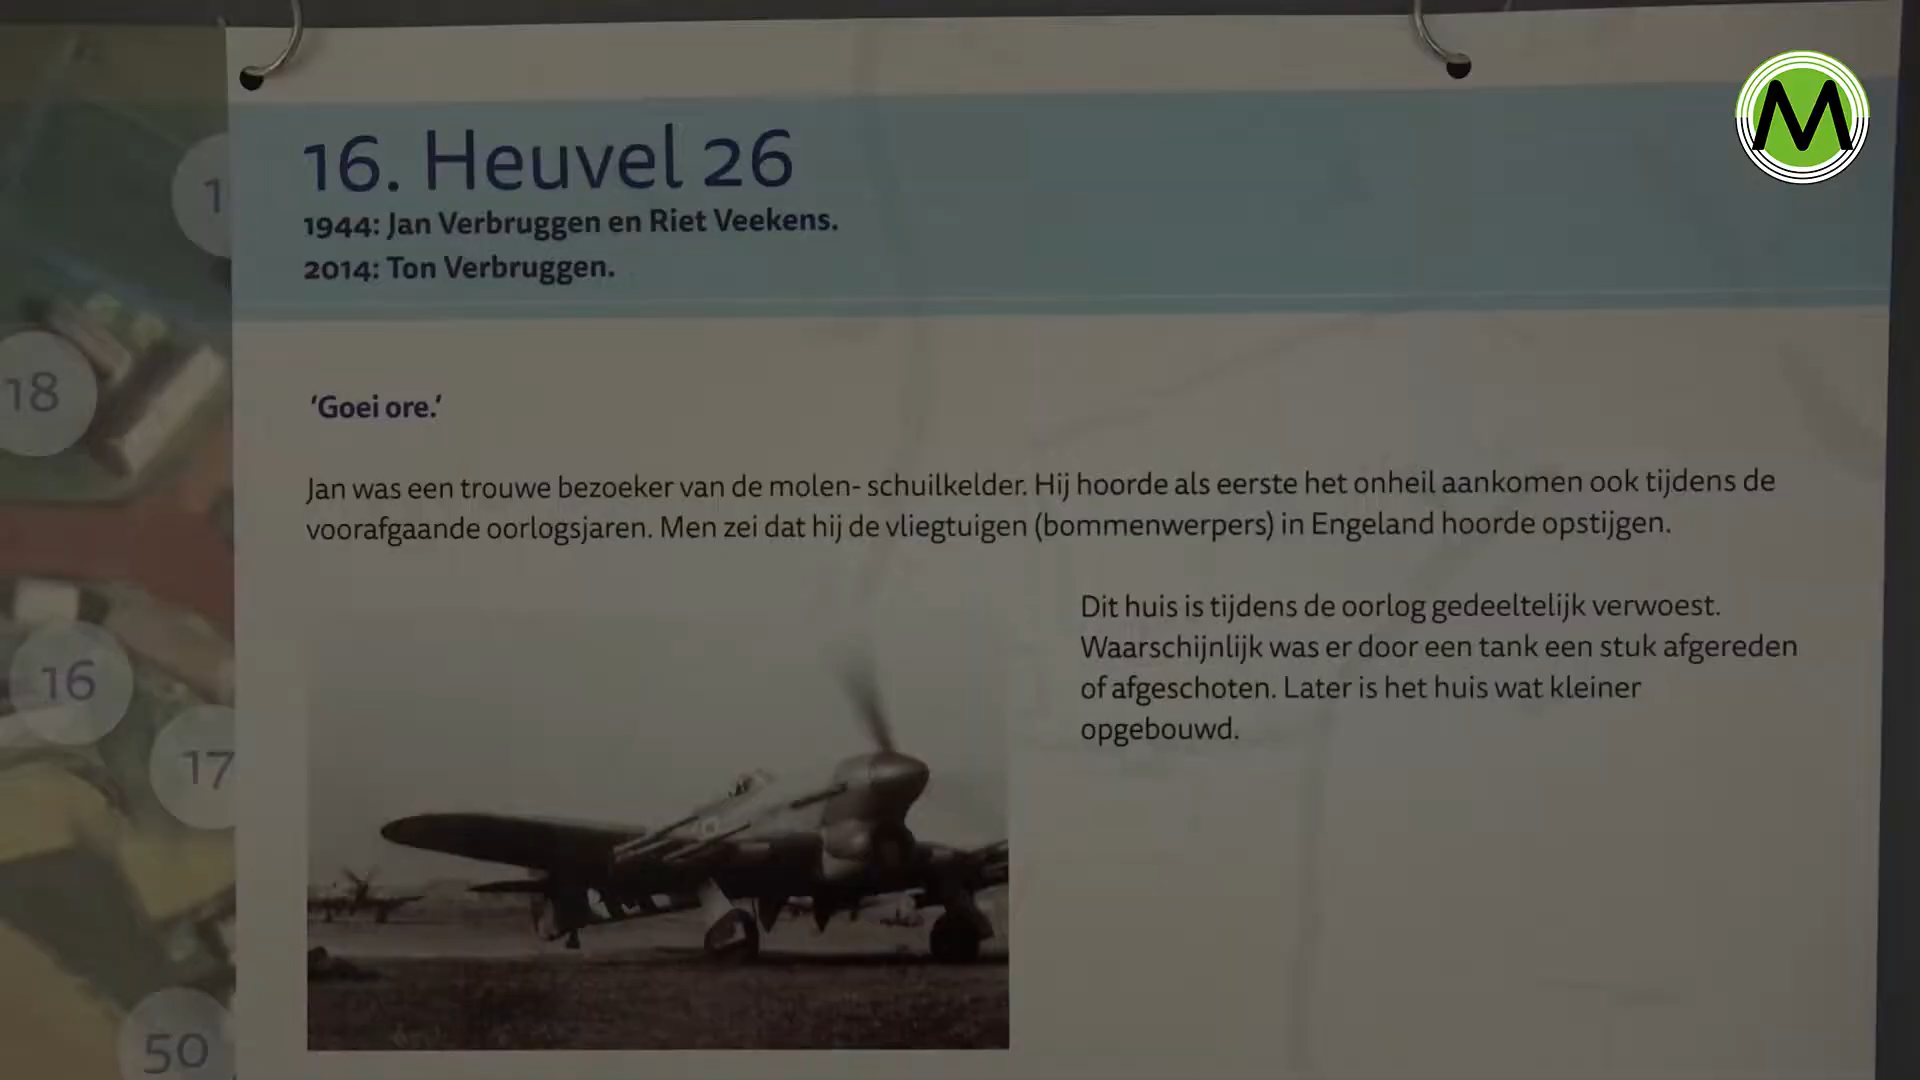 16. Heuvel 26
1944: Jan Verbruggen en Riet Veekens.
2014: Ton Verbruggen.
'Goei ore.'
Jan was een trouwe bezoeker van de molen- schuilkelder. Hij hoorde als eerste het onheil aankomen ook tijdens de
voorafgaande oorlogsjaren. Men zei dat hij de vliegtuigen (bommenwerpers) in Engeland hoorde opstijgen.
Dit huis is tijdens de oorlog gedeeltelijk verwoest.
Waarschijnlijk was er door een tank een stuk afgereden
of afgeschoten. Later is het huis wat kleiner
opgebouwd.
18
16
17
50
M